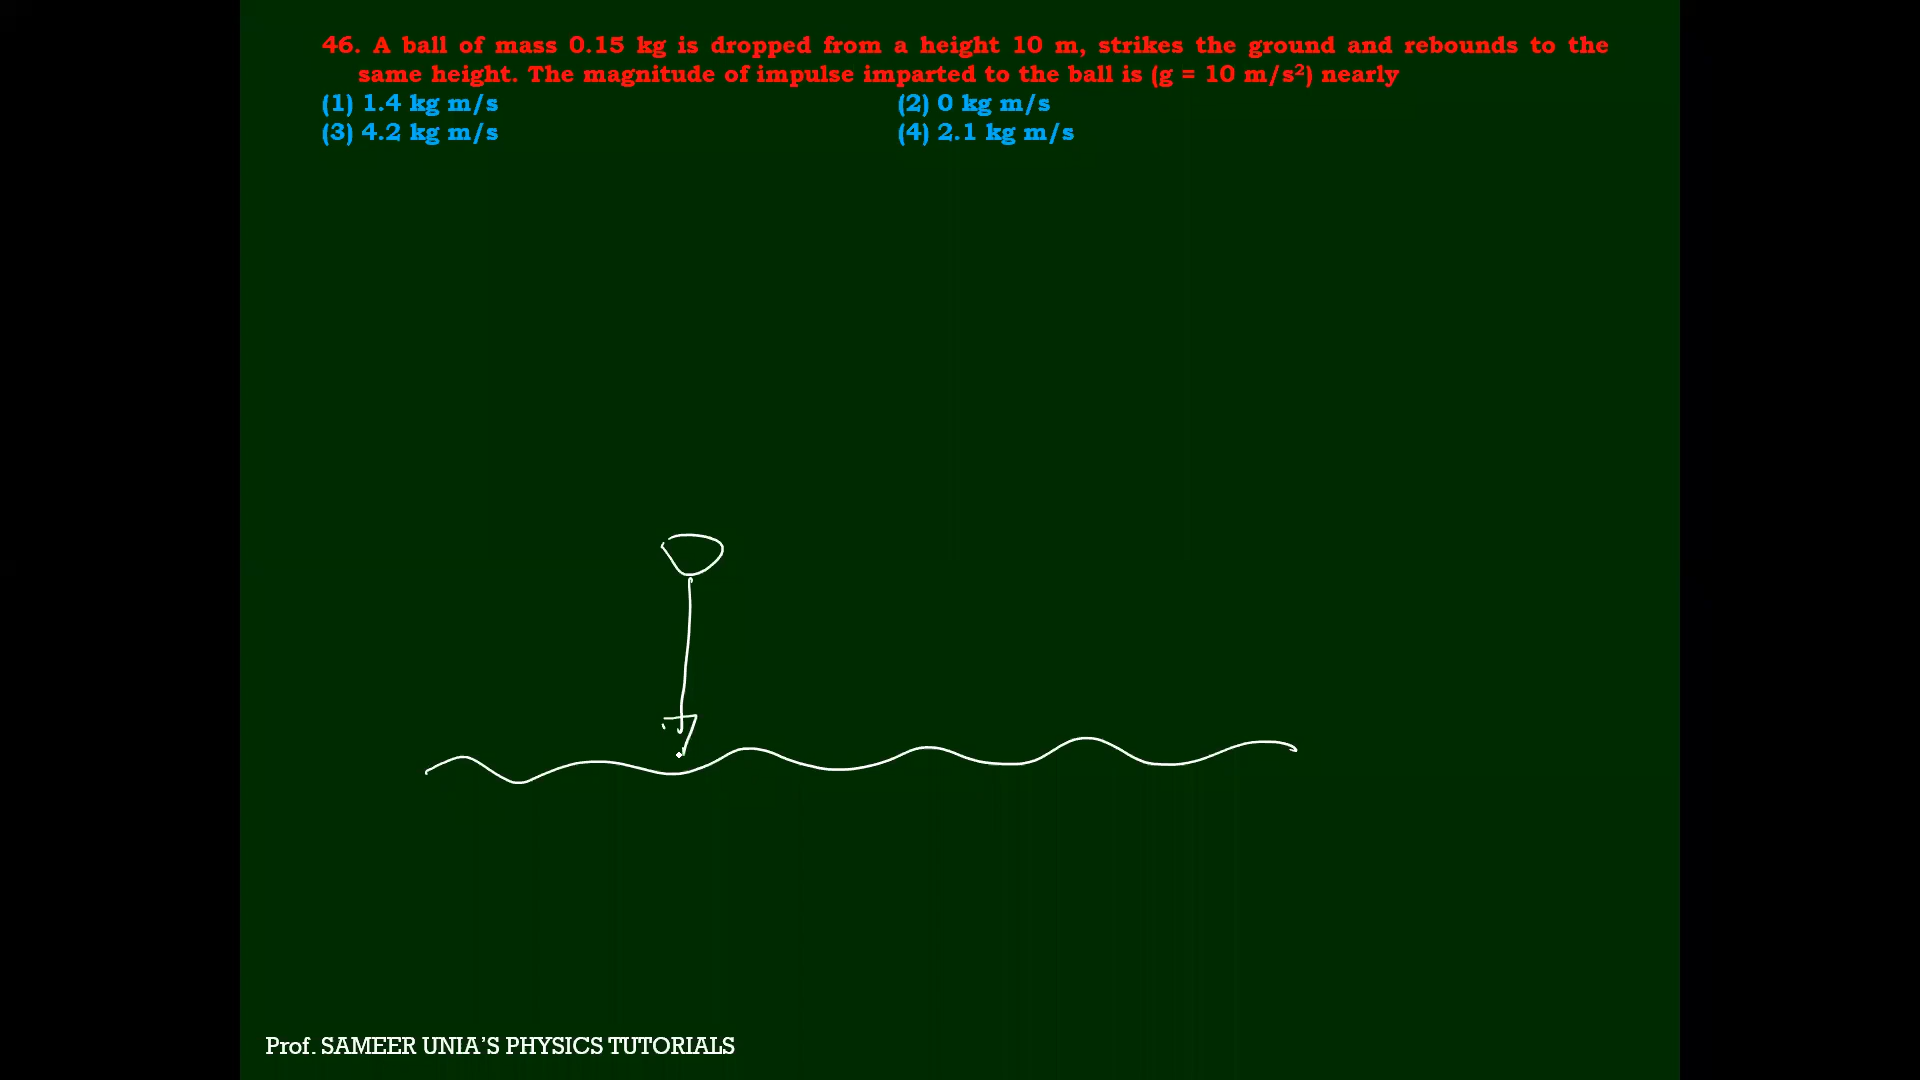 46. A ball of mass 0.15 kg is dropped from a height 10 m, strikes the ground and rebounds to the
same height. The magnitude of impulse imparted to the ball is (g = 10 m/s²) nearly
(1) 1.4 kg m/s (2) 0 kg m/s
(3) 4.2 kg m/s (4) 2.1 kg m/s
Prof. SAMEER UNIA’S PHYSICS TUTORIALS